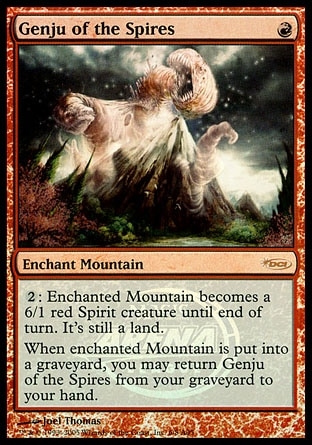 Genju of the Spires
Enchant Mountain
DCI
2: Enchanted Mountain becomes a
6/1 red Spirit creature until end of
turn. It's still a land.
When enchanted Mountain is put into
a graveyard, you may return Genju
of the Spires from your graveyard to
your hand.
ARENA
Joel Thomas